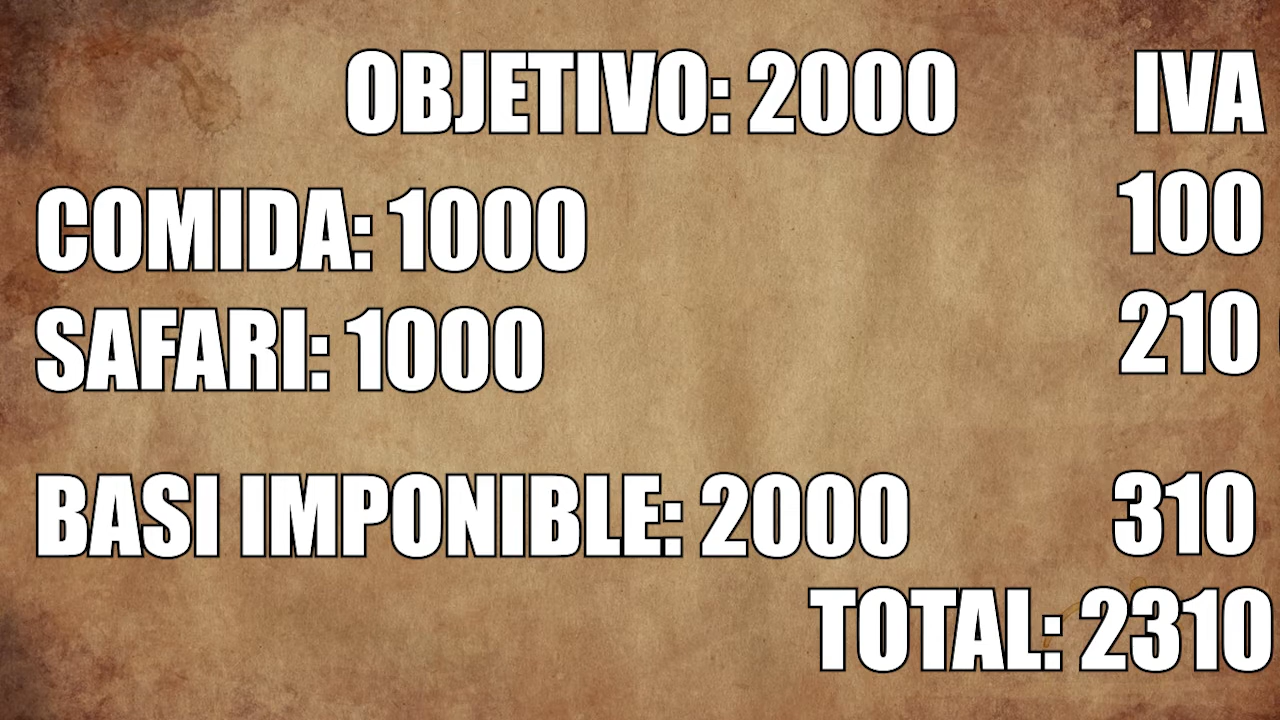 OBJETIVO: 2000 IVA
COMIDA: 1000 100
SAFARI: 1000 210
BASI IMPONIBLE: 2000 310
TOTAL: 2310